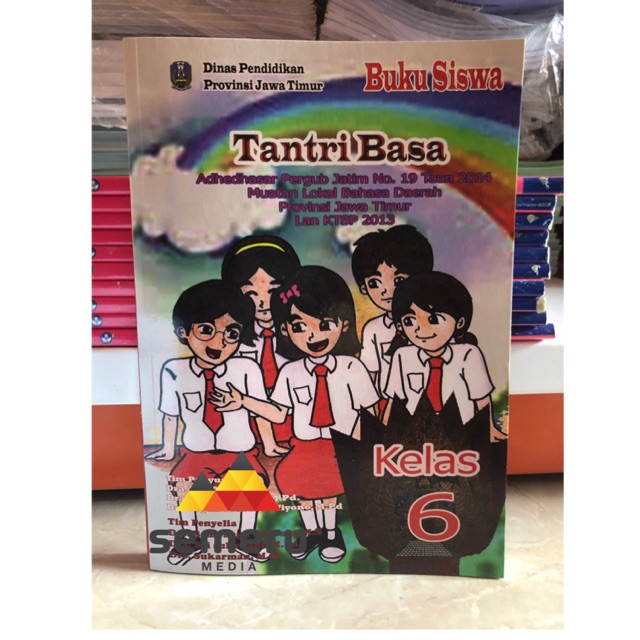 Dinas Pendidikan
Provinsi Jawa Timur
Buku Siswa
Tantri Basa
Adhedhasar Pergub Jatim No. 19 Taun 2014
Muatan Lokal Bahasa Daerah
Provinsi Jawa Timur
Lan KTSP 2013
Kelas
6
Tim Penyelia
Sukarman
semeru
MEDIA